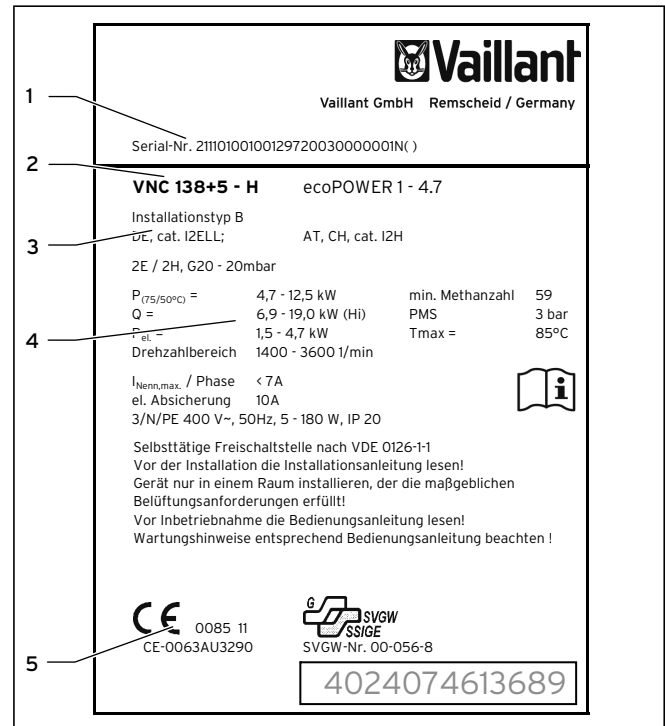 Vaillant
Vaillant GmbH Remscheid / Germany
1
Serial-Nr. 21110100100129720030000001N( )
2
VNC 138+5 - H ecoPOWER 1 - 4.7
Installationstyp B
3
DE, cat. I2ELL; AT, CH, cat. I2H
2E / 2H, G20 - 20mbar
P(75/50°C) = 4,7 - 12,5 kW min. Methanzahl 59
Q = 6,9 - 19,0 kW (Hi) PMS 3 bar
4
Pel. = 1,5 - 4,7 kW Tmax = 85°C
Drehzahlbereich 1400 - 3600 1/min
INenn,max. / Phase < 7A
el. Absicherung 10A
i
3/N/PE 400 V~, 50Hz, 5 - 180 W, IP 20
Selbsttätige Freischaltstelle nach VDE 0126-1-1
Vor der Installation die Installationsanleitung lesen!
Gerät nur in einem Raum installieren, der die maßgeblichen
Belüftungsanforderungen erfüllt!
Vor Inbetriebnahme die Bedienungsanleitung lesen!
Wartungshinweise entsprechend Bedienungsanleitung beachten !
CE 0085 11 G SVGW
SSIGE
CE-0063AU3290 SVGW-Nr. 00-056-8
5
4024074613689